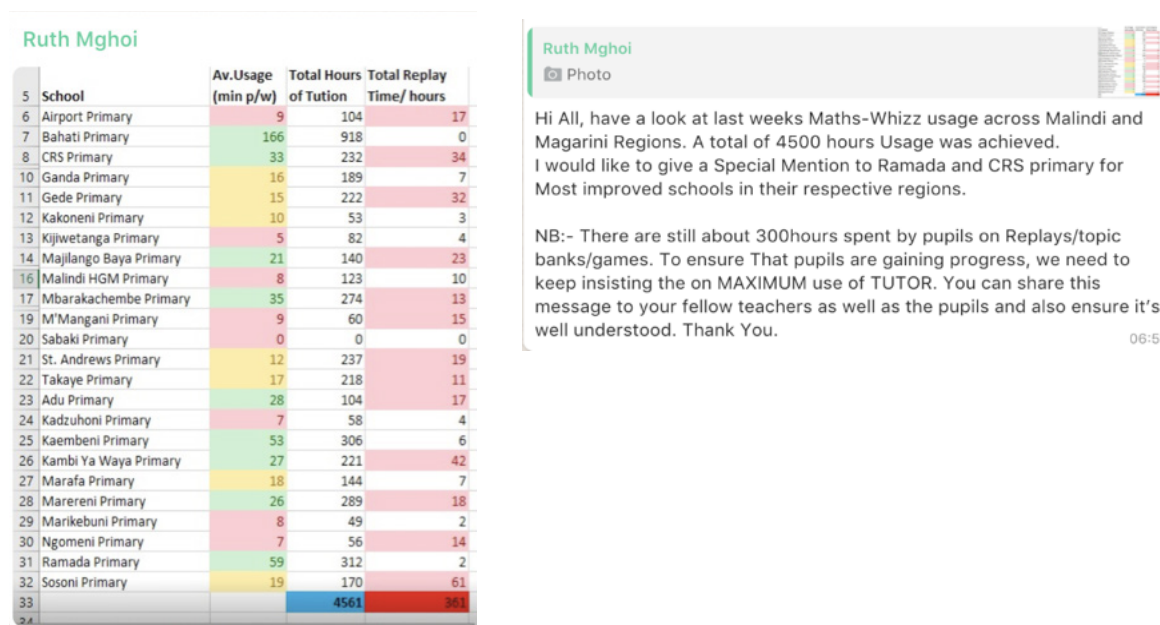 Ruth Mghoi
Av.Usage Total Hours Total Replay
5 School (min p/w) of Tution Time/ hours
6 Airport Primary 9 104 17
7 Bahati Primary 166 918 0
8 CRS Primary 33 232 34
10 Ganda Primary 16 189 7
11 Gede Primary 15 222 32
12 Kakoneni Primary 10 53 3
13 Kijiwetanga Primary 5 82 4
14 Majilango Baya Primary 21 140 23
16 Malindi HGM Primary 8 123 10
17 Mbarakachembe Primary 35 274 13
19 M'Mangani Primary 9 60 15
20 Sabaki Primary 0 0 0
21 St. Andrews Primary 12 237 19
22 Takaye Primary 17 218 11
23 Adu Primary 28 104 17
24 Kadzuhoni Primary 7 58 4
25 Kaembeni Primary 53 306 6
26 Kambi Ya Waya Primary 27 221 42
27 Marafa Primary 18 144 7
28 Marereni Primary 26 289 18
29 Marikebuni Primary 8 49 2
30 Ngomeni Primary 7 56 14
31 Ramada Primary 59 312 2
32 Sosoni Primary 19 170 61
33 4561 361
Ruth Mghoi
Photo
Hi All, have a look at last weeks Maths-Whizz usage across Malindi and
Magarini Regions. A total of 4500 hours Usage was achieved.
I would like to give a Special Mention to Ramada and CRS primary for
Most improved schools in their respective regions.
NB:- There are still about 300hours spent by pupils on Replays/topic
banks/games. To ensure That pupils are gaining progress, we need to
keep insisting the on MAXIMUM use of TUTOR. You can share this
message to your fellow teachers as well as the pupils and also ensure it's
well understood. Thank You.
06:5